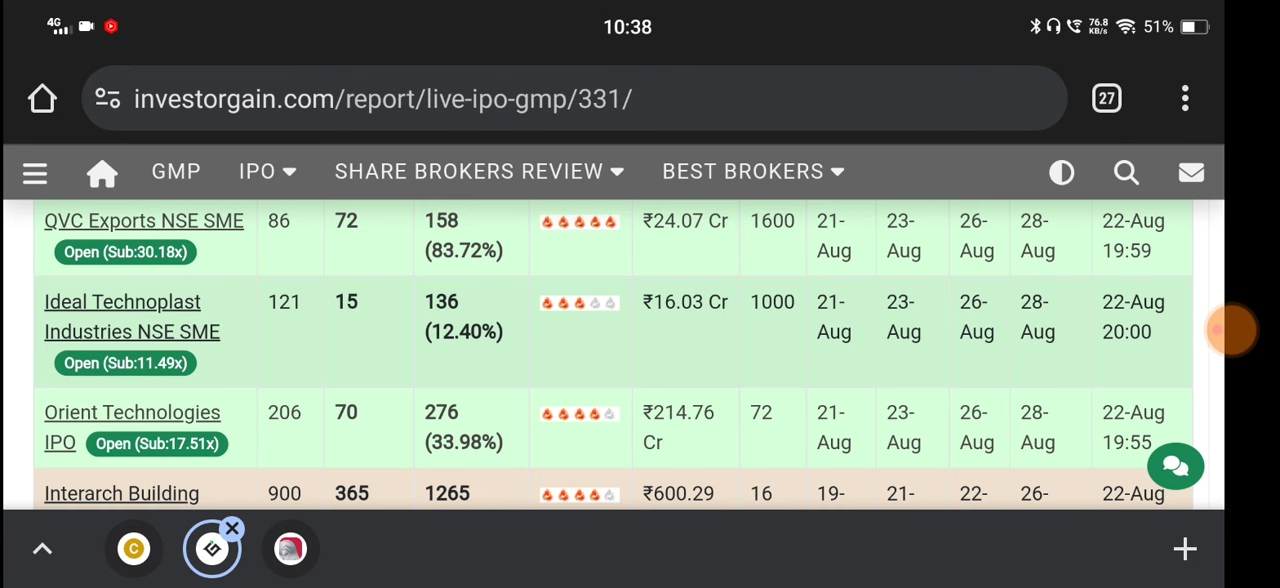 4G 10:38 76.8 KB/s 51%
investorgain.com/report/live-ipo-gmp/331/ 27
GMP IPO SHARE BROKERS REVIEW BEST BROKERS
QVC Exports NSE SME 86 72 158 ₹24.07 Cr 1600 21- 23- 26- 28- 22-Aug
Open (Sub:30.18x) (83.72%) Aug Aug Aug Aug 19:59
Ideal Technoplast 121 15 136 ₹16.03 Cr 1000 21- 23- 26- 28- 22-Aug
Industries NSE SME (12.40%) Aug Aug Aug Aug 20:00
Open (Sub:11.49x)
Orient Technologies 206 70 276 ₹214.76 72 21- 23- 26- 28- 22-Aug
IPO Open (Sub:17.51x) (33.98%) Cr Aug Aug Aug Aug 19:55
Interarch Building 900 365 1265 ₹600.29 16 19- 21- 22- 26- 22-Aug
C